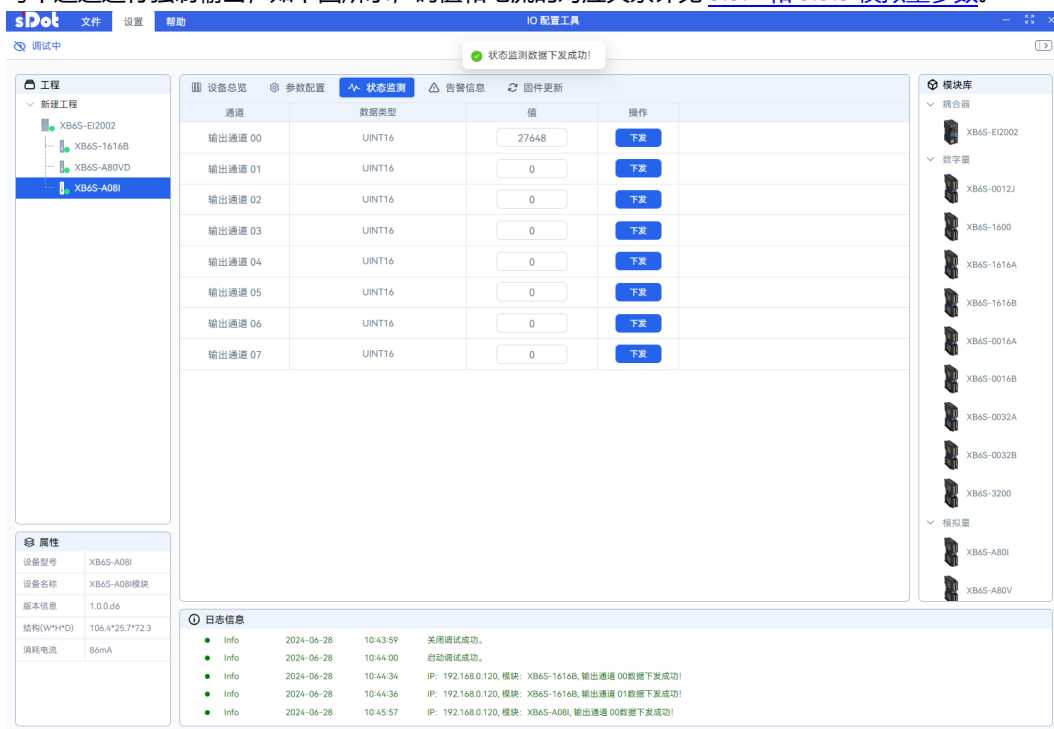 sDot 文件 设置 帮助 IO 配置工具
调试中
状态监测数据下发成功!
工程
新建工程
XB6S-EI2002
XB6S-1616B
XB6S-A80VD
XB6S-A08I
设备总览 参数配置 状态监测 告警信息 固件更新
通道 数据类型 值 操作
输出通道 00 UINT16 27648 下发
输出通道 01 UINT16 0 下发
输出通道 02 UINT16 0 下发
输出通道 03 UINT16 0 下发
输出通道 04 UINT16 0 下发
输出通道 05 UINT16 0 下发
输出通道 06 UINT16 0 下发
输出通道 07 UINT16 0 下发
模块库
耦合器
XB6S-EI2002
数字量
XB6S-0012J
XB6S-1600
XB6S-1616A
XB6S-1616B
XB6S-0016A
XB6S-0016B
XB6S-0032A
XB6S-0032B
XB6S-3200
模拟量
XB6S-A80I
XB6S-A80V
属性
设备型号 XB6S-A08I
设备名称 XB6S-A08I模块
版本信息 1.0.0.d6
结构(W*H*D) 106.4*25.7*72.3
消耗电流 86mA
日志信息
Info 2024-06-28 10:43:59 关闭调试成功。
Info 2024-06-28 10:44:00 启动调试成功。
Info 2024-06-28 10:44:34 IP: 192.168.0.120, 模块: XB6S-1616B, 输出通道 00数据下发成功!
Info 2024-06-28 10:44:36 IP: 192.168.0.120, 模块: XB6S-1616B, 输出通道 01数据下发成功!
Info 2024-06-28 10:45:57 IP: 192.168.0.120, 模块: XB6S-A08I, 输出通道 00数据下发成功!